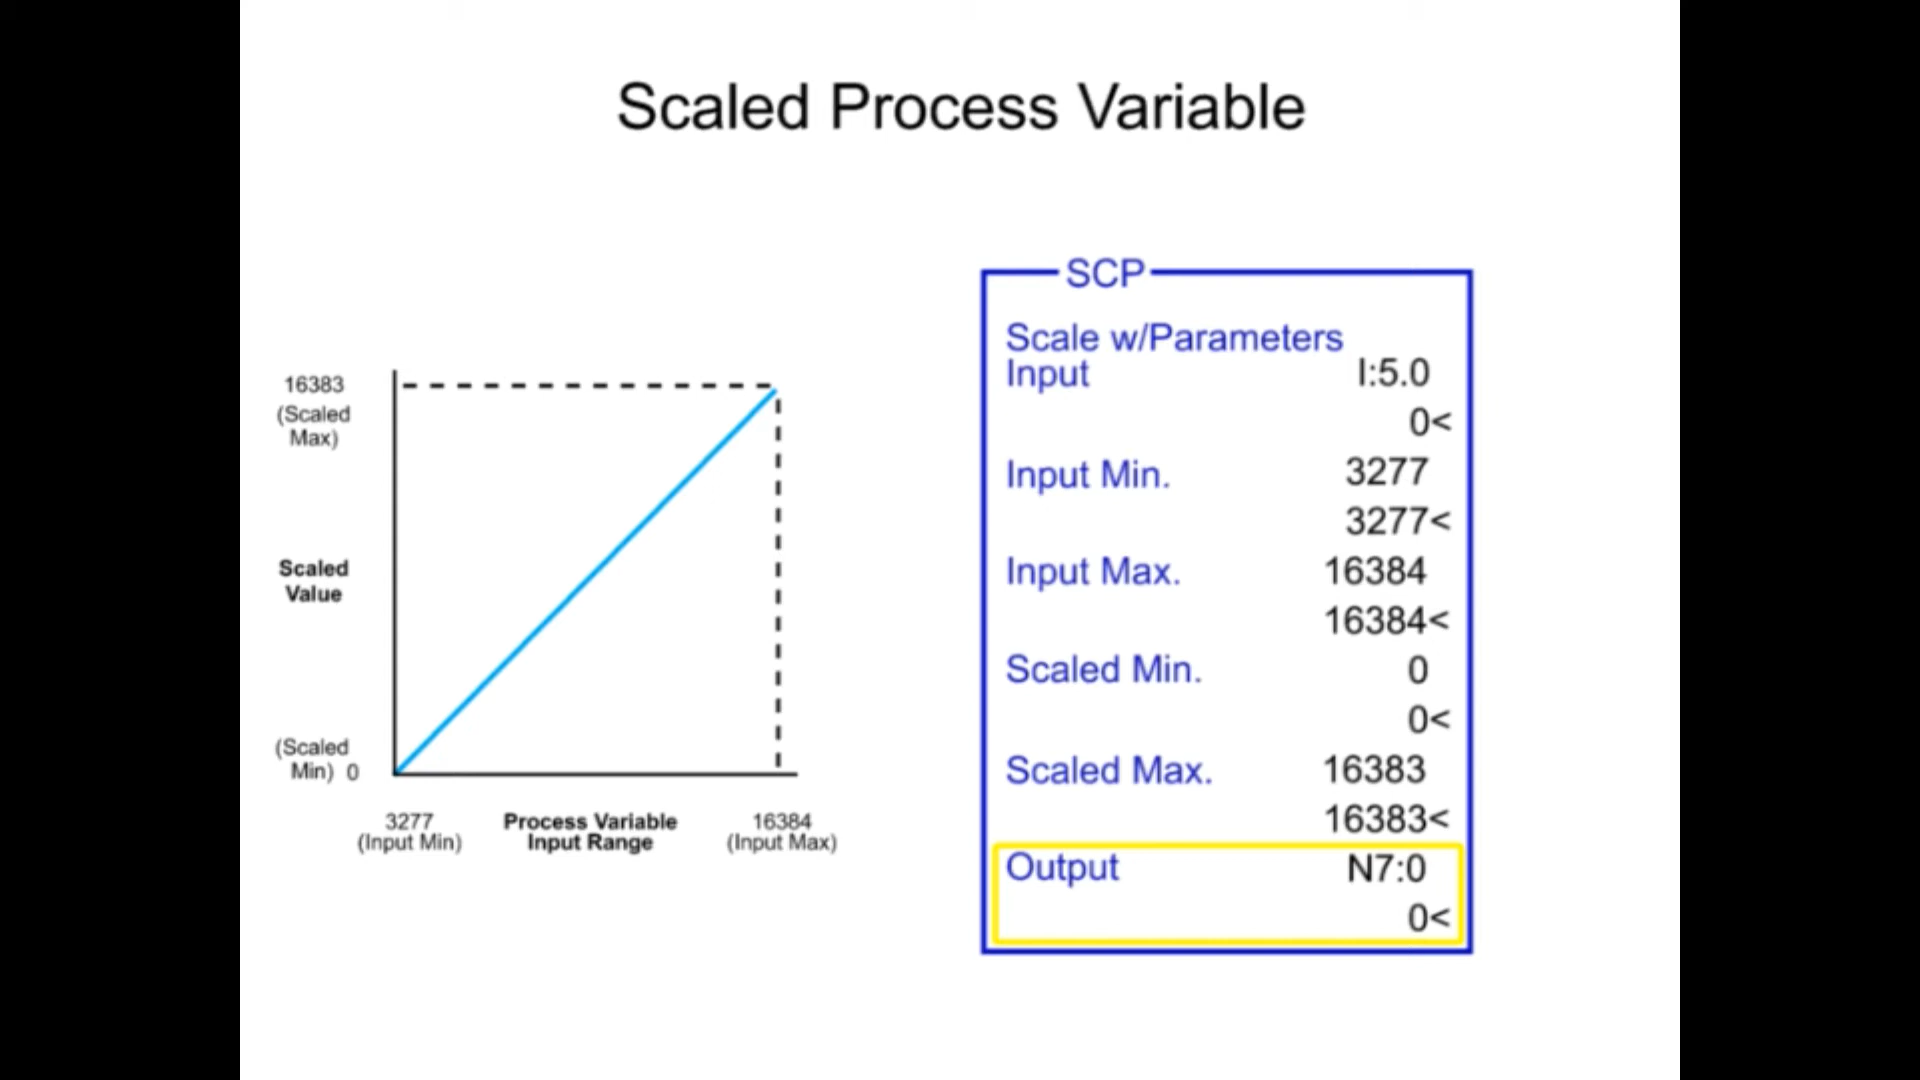 Scaled Process Variable
16383
(Scaled
Max)
Scaled
Value
(Scaled
Min) 0
3277
(Input Min)
Process Variable
Input Range
16384
(Input Max)
SCP
Scale w/Parameters
Input I:5.0
0<
Input Min. 3277
3277<
Input Max. 16384
16384<
Scaled Min. 0
0<
Scaled Max. 16383
16383<
Output N7:0
0<